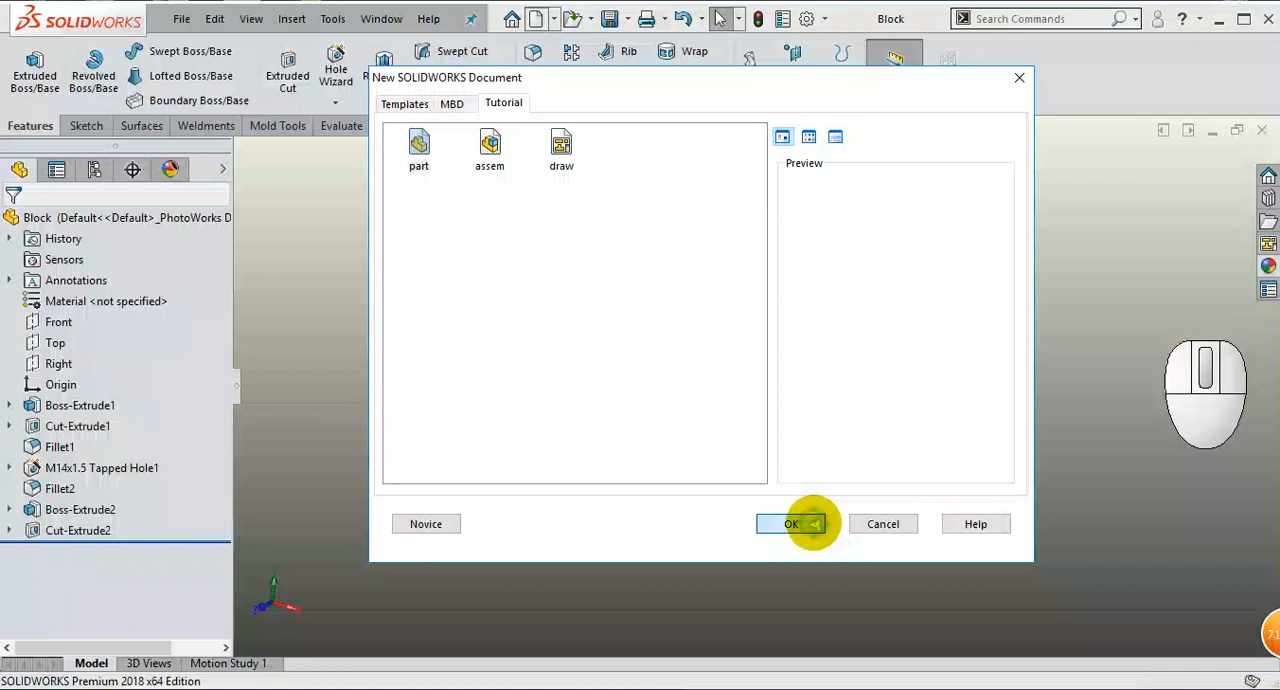 SOLIDWORKS File Edit View Insert Tools Window Help Block Search Commands ?
Extruded Boss/Base
Revolved Boss/Base
Swept Boss/Base
Lofted Boss/Base
Boundary Boss/Base
Extruded Cut
Hole Wizard
Swept Cut
Rib
Wrap
Features Sketch Surfaces Weldments Mold Tools Evaluate
New SOLIDWORKS Document
Templates MBD Tutorial
part assem draw
Preview
Novice OK Cancel Help
Block (Default<<Default>_PhotoWorks D
History
Sensors
Annotations
Material <not specified>
Front
Top
Right
Origin
Boss-Extrude1
Cut-Extrude1
Fillet1
M14x1.5 Tapped Hole1
Fillet2
Boss-Extrude2
Cut-Extrude2
Model 3D Views Motion Study 1
SOLIDWORKS Premium 2018 x64 Edition